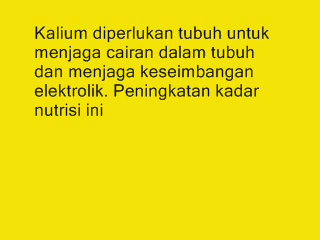 Kalium diperlukan tubuh untuk
menjaga cairan dalam tubuh
dan menjaga keseimbangan
elektrolik. Peningkatan kadar
nutrisi ini